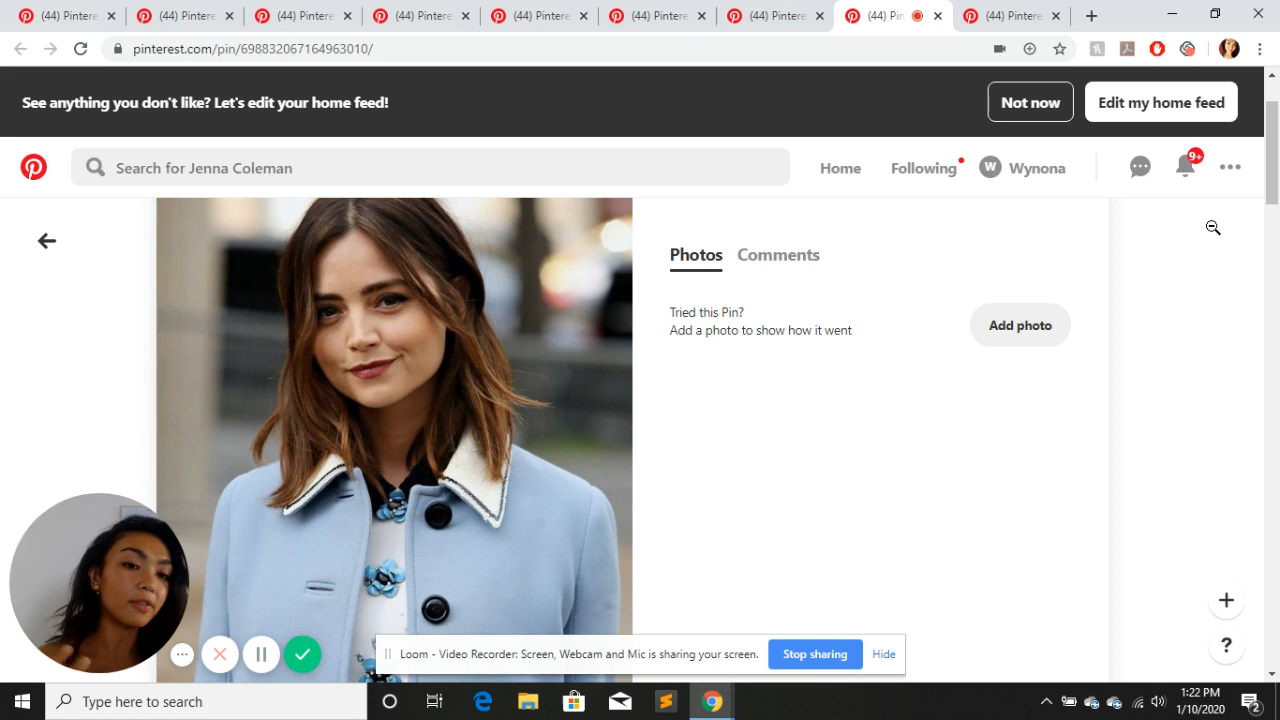 (44) Pintere
(44) Pintere
(44) Pintere
(44) Pintere
(44) Pintere
(44) Pintere
(44) Pintere
(44) Pin
(44) Pintere
pinterest.com/pin/698832067164963010/
See anything you don't like? Let's edit your home feed!
Not now
Edit my home feed
Search for Jenna Coleman
Home
Following
W
Wynona
9+
Photos
Comments
Tried this Pin?
Add a photo to show how it went
Add photo
Loom - Video Recorder: Screen, Webcam and Mic is sharing your screen.
Stop sharing
Hide
?
Type here to search
1:22 PM
1/10/2020
2